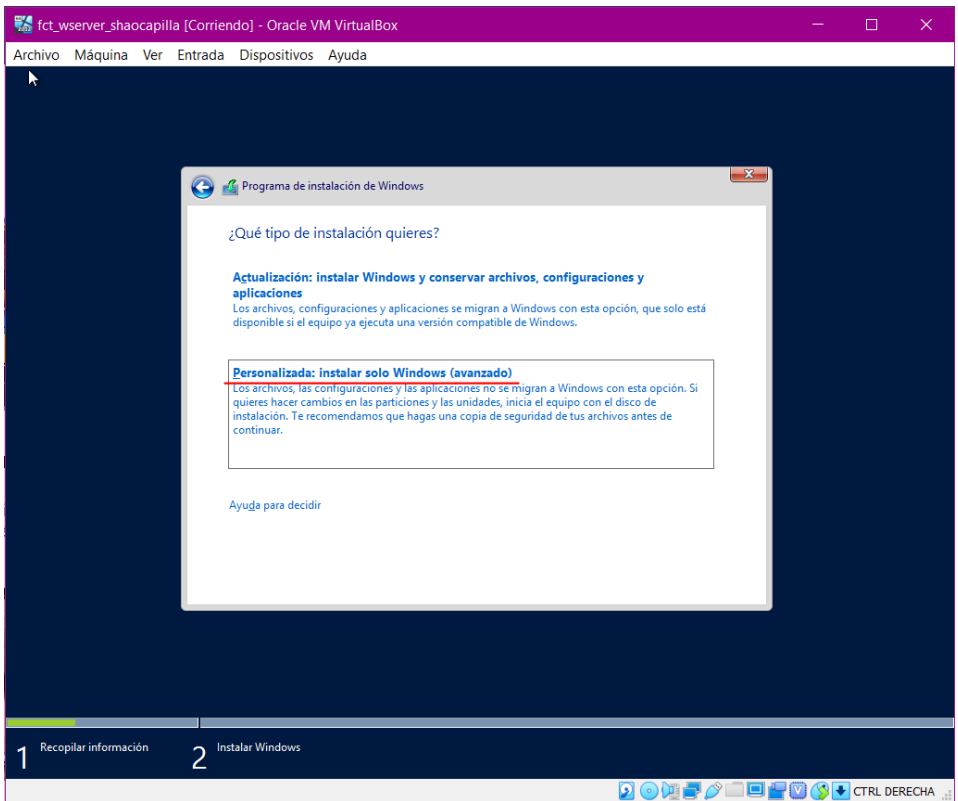 fct_wserver_shaocapilla [Corriendo] - Oracle VM VirtualBox
Archivo Máquina Ver Entrada Dispositivos Ayuda
Programa de instalación de Windows
¿Qué tipo de instalación quieres?
Actualización: instalar Windows y conservar archivos, configuraciones y
aplicaciones
Los archivos, configuraciones y aplicaciones se migran a Windows con esta opción, que solo está
disponible si el equipo ya ejecuta una versión compatible de Windows.
Personalizada: instalar solo Windows (avanzado)
Los archivos, las configuraciones y las aplicaciones no se migran a Windows con esta opción. Si
quieres hacer cambios en las particiones y las unidades, inicia el equipo con el disco de
instalación. Te recomendamos que hagas una copia de seguridad de tus archivos antes de
continuar.
Ayuda para decidir
1 Recopilar información 2 Instalar Windows
CTRL DERECHA